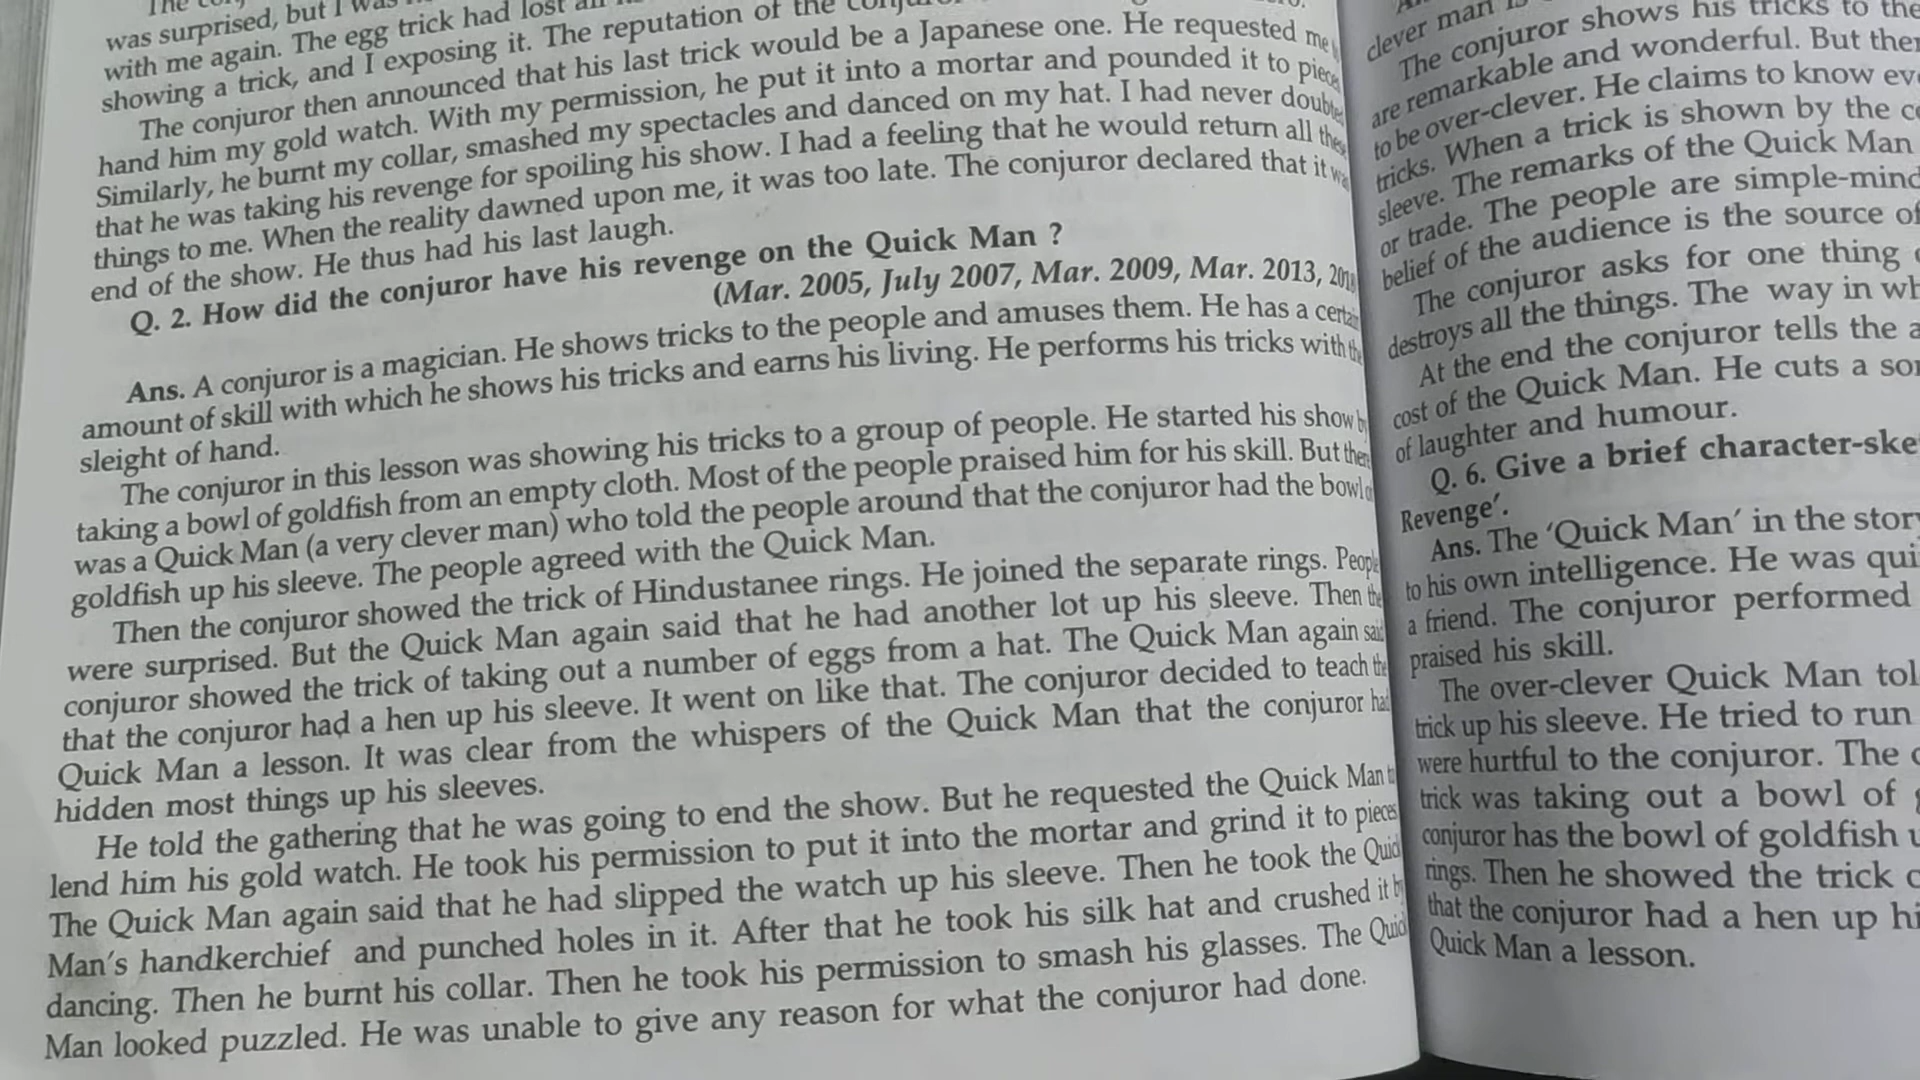 was surprised, but I was
with me again. The egg trick had lost all
showing a trick, and I exposing it. The reputation of the
The conjuror then announced that his last trick would be a Japanese one. He requested me
hand him my gold watch. With my permission, he put it into a mortar and pounded it to pieces
Similarly, he burnt my collar, smashed my spectacles and danced on my hat. I had never doubted
that he was taking his revenge for spoiling his show. I had a feeling that he would return all these
things to me. When the reality dawned upon me, it was too late. The conjuror declared that it was
end of the show. He thus had his last laugh.
Q. 2. How did the conjuror have his revenge on the Quick Man ?
(Mar. 2005, July 2007, Mar. 2009, Mar. 2013,
Ans. A conjuror is a magician. He shows tricks to the people and amuses them. He has a certain
amount of skill with which he shows his tricks and earns his living. He performs his tricks with the
sleight of hand.
The conjuror in this lesson was showing his tricks to a group of people. He started his show by
taking a bowl of goldfish from an empty cloth. Most of the people praised him for his skill. But there
was a Quick Man (a very clever man) who told the people around that the conjuror had the bowl of
goldfish up his sleeve. The people agreed with the Quick Man.
Then the conjuror showed the trick of Hindustanee rings. He joined the separate rings. People
were surprised. But the Quick Man again said that he had another lot up his sleeve. Then the
conjuror showed the trick of taking out a number of eggs from a hat. The Quick Man again said
that the conjuror had a hen up his sleeve. It went on like that. The conjuror decided to teach the
Quick Man a lesson. It was clear from the whispers of the Quick Man that the conjuror had
hidden most things up his sleeves.
He told the gathering that he was going to end the show. But he requested the Quick Man to
lend him his gold watch. He took his permission to put it into the mortar and grind it to pieces
The Quick Man again said that he had slipped the watch up his sleeve. Then he took the Quick
Man's handkerchief and punched holes in it. After that he took his silk hat and crushed it by
dancing. Then he burnt his collar. Then he took his permission to smash his glasses. The Quick
Man looked puzzled. He was unable to give any reason for what the conjuror had done.
clever man
The conjuror shows his tricks to the
are remarkable and wonderful. But
to be over-clever. He claims to know
tricks. When a trick is shown by the
sleeve. The remarks of the Quick Man
or trade. The people are
belief of the audience is the source of
The conjuror asks for one thing
destroys all the things. The way in
At the end the conjuror tells the
cost of the Quick Man. He cuts a
of laughter and humour.
Q. 6. Give a brief character-ske
Revenge'.
Ans. The 'Quick Man' in the story
to his own intelligence. He was
a friend. The conjuror performed
praised his skill.
The over-clever Quick Man tol
trick up his sleeve. He tried to run
were hurtful to the conjuror. The
trick was taking out a bowl of
conjuror has the bowl of goldfish
rings. Then he showed the trick
that the conjuror had a hen up
Quick Man a lesson.